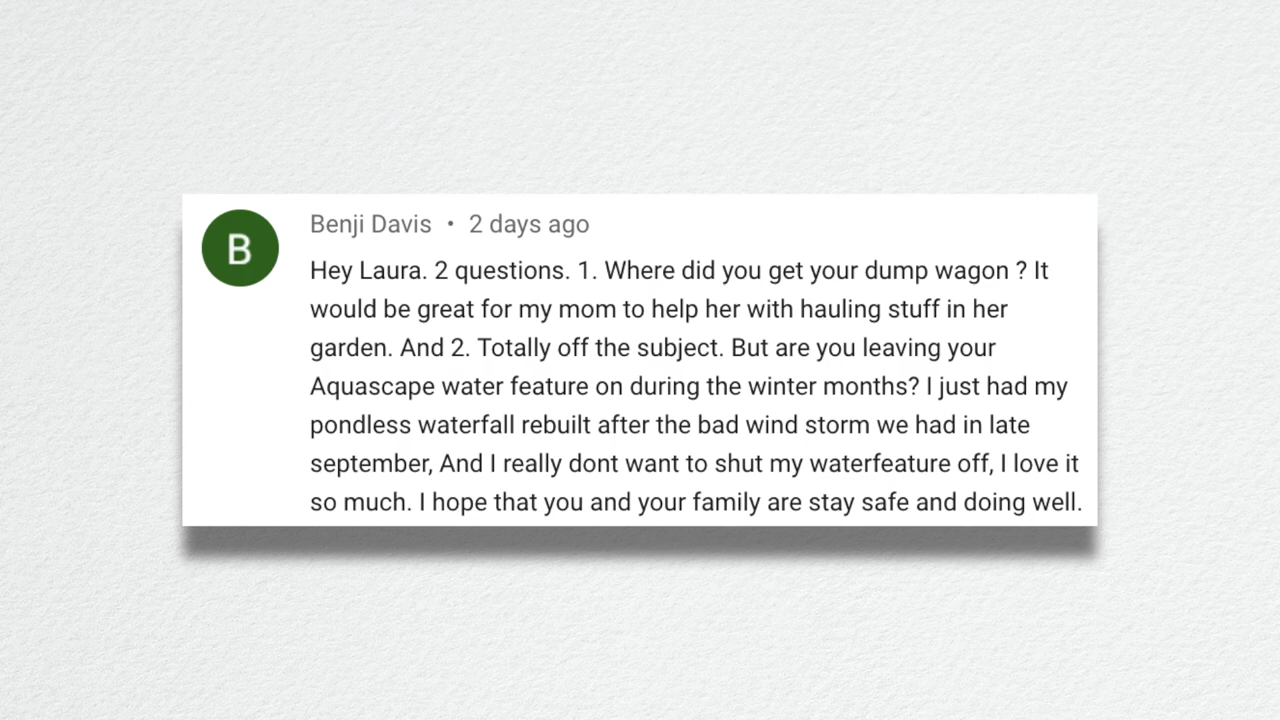 B
Benji Davis • 2 days ago
Hey Laura. 2 questions. 1. Where did you get your dump wagon ? It
would be great for my mom to help her with hauling stuff in her
garden. And 2. Totally off the subject. But are you leaving your
Aquascape water feature on during the winter months? I just had my
pondless waterfall rebuilt after the bad wind storm we had in late
september, And I really dont want to shut my waterfeature off, I love it
so much. I hope that you and your family are stay safe and doing well.